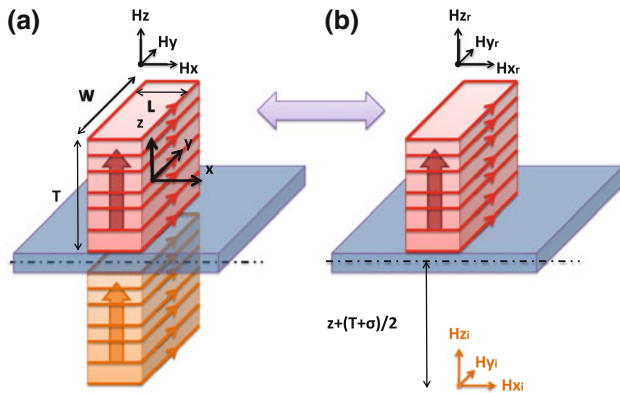 (a)
Hz
Hy
Hx
W
L
z
y
x
T
(b)
Hzr
Hyr
Hxr
z+(T+σ)/2
Hzi
Hyi
Hxi